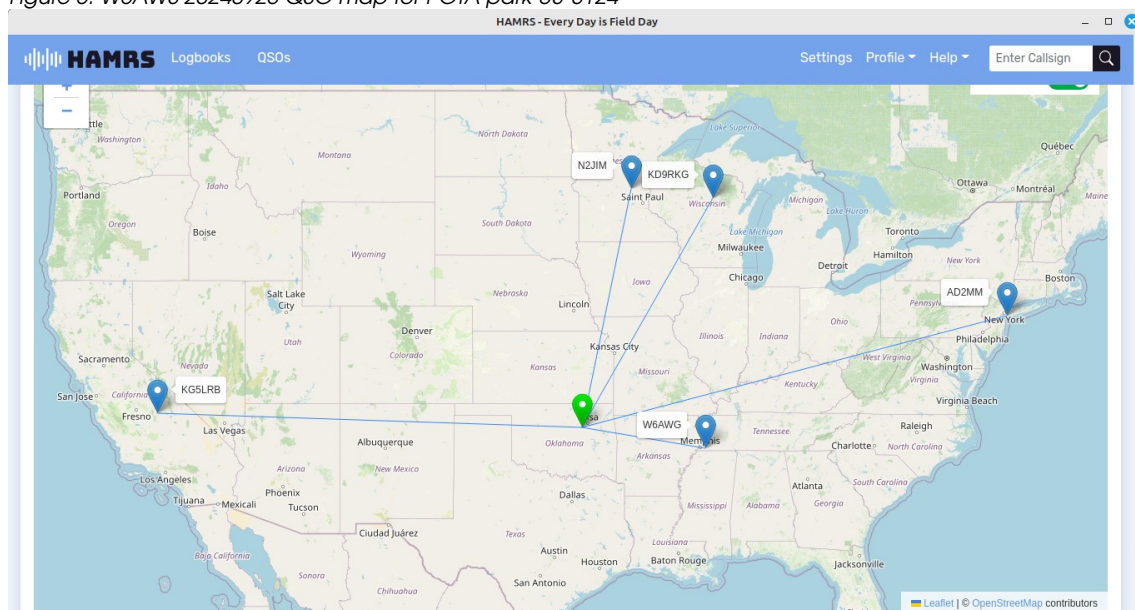 HAMRS - Every Day is Field Day
HAMRS Logbooks QSOs Settings Profile Help Enter Callsign
+
−
ttle
Washington
North Dakota
Lake Superior
Québec
Montana
N2JIM
KD9RKG
Ottawa
Montréal
Maine
Portland
Idaho
Saint Paul
Wisconsin
Michigan
Lake Huron
Oregon
Boise
South Dakota
Toronto
Wyoming
Lake Michigan
Milwaukee
Hamilton
New York
Detroit
Chicago
Boston
Salt Lake
City
Nebraska
Iowa
AD2MM
Lincoln
Ohio
New York
Denver
Utah
Kansas City
Illinois
Indiana
Philadelphia
Sacramento
Nevada
Colorado
Kansas
Missouri
West Virginia
Washington
San Jose
California
KG5LRB
Kentucky
Virginia
Virginia Beach
Fresno
Las Vegas
W6AWG
Raleigh
Albuquerque
Oklahoma
Memphis
Tennessee
Charlotte
North Carolina
Arkansas
Los Angeles
Arizona
New Mexico
Phoenix
Atlanta
South Carolina
Tijuana
Mexicali
Tucson
Dallas
Mississippi
Alabama
Georgia
Ciudad Juárez
Texas
Baja California
Austin
Louisiana
Houston
Baton Rouge
Jacksonville
Sonora
San Antonio
Chihuahua
Leaflet | © OpenStreetMap contributors